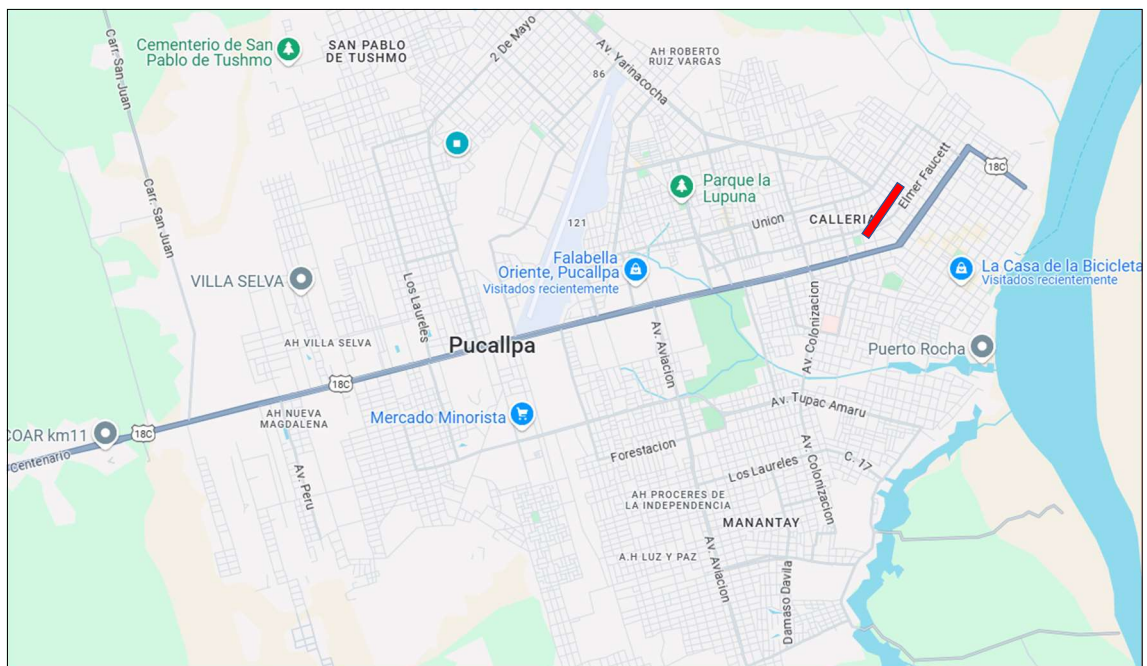 Cementerio de San
Pablo de Tushmo
SAN PABLO
DE TUSHMO
2 De Mayo
Av. Yarinacocha
AH ROBERTO
RUIZ VARGAS
86
Carr. San Juan
Carr. San Juan
18C
Elmer Faucett
Parque la
Lupuna
CALLERIA
Union
121
Falabella
Oriente, Pucallpa
Visitados recientemente
La Casa de la Bicicleta
Visitados recientemente
VILLA SELVA
Los Laureles
AH VILLA SELVA
Pucallpa
Av. Aviacion
Av. Colonizacion
Puerto Rocha
18C
AH NUEVA
MAGDALENA
Mercado Minorista
Av. Tupac Amaru
COAR km11
18C
Centenario
Av. Peru
Forestacion
Los Laureles
C. 17
Av. Colonizacion
AH PROCERES DE
LA INDEPENDENCIA
MANANTAY
A.H LUZ Y PAZ
Av. Aviacion
Damaso Davila